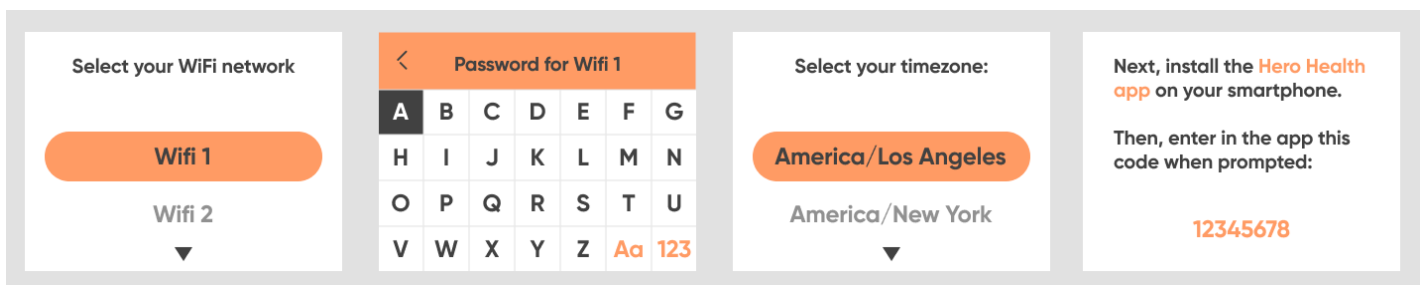 Select your WiFi network
Wifi 1
Wifi 2
Password for Wifi 1
A B C D E F G
H I J K L M N
O P Q R S T U
V W X Y Z Aa 123
Select your timezone:
America/Los Angeles
America/New York
Next, install the Hero Health
app on your smartphone.
Then, enter in the app this
code when prompted:
12345678